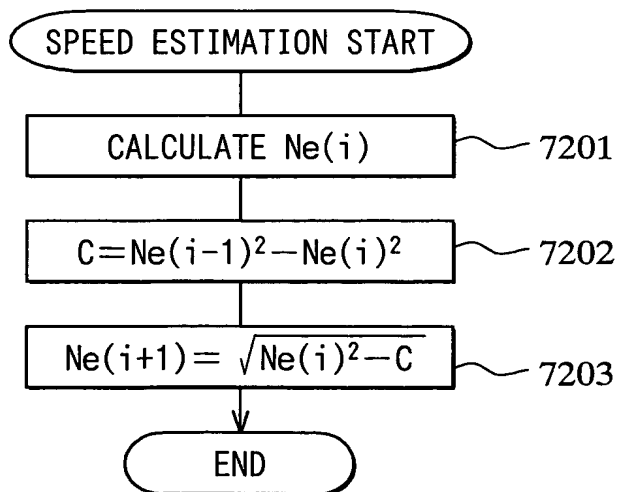 SPEED ESTIMATION START
CALCULATE Ne(i)
7201
C=Ne(i-1)²-Ne(i)²
7202
Ne(i+1)= √Ne(i)²-C
7203
END